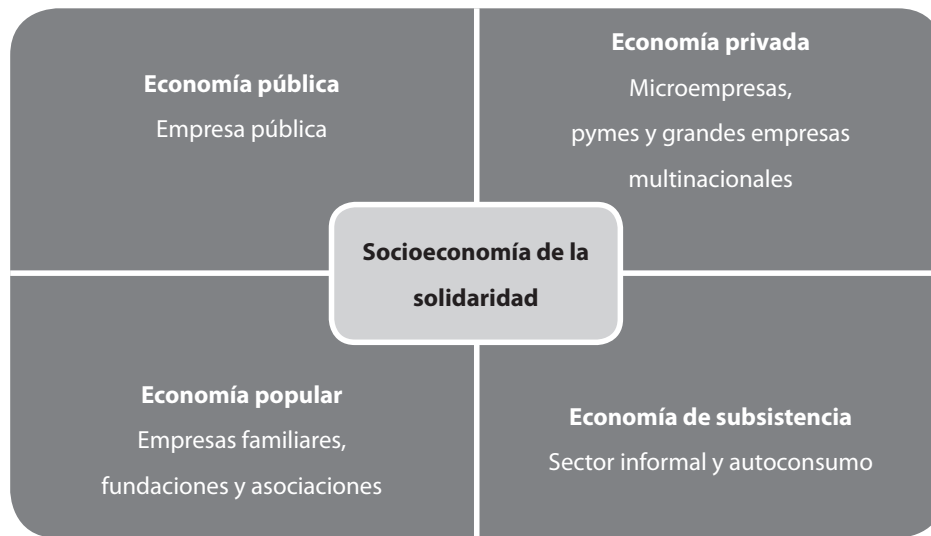 Economía pública
Empresa pública
Economía privada
Microempresas,
pymes y grandes empresas
multinacionales
Socioeconomía de la
solidaridad
Economía popular
Empresas familiares,
fundaciones y asociaciones
Economía de subsistencia
Sector informal y autoconsumo